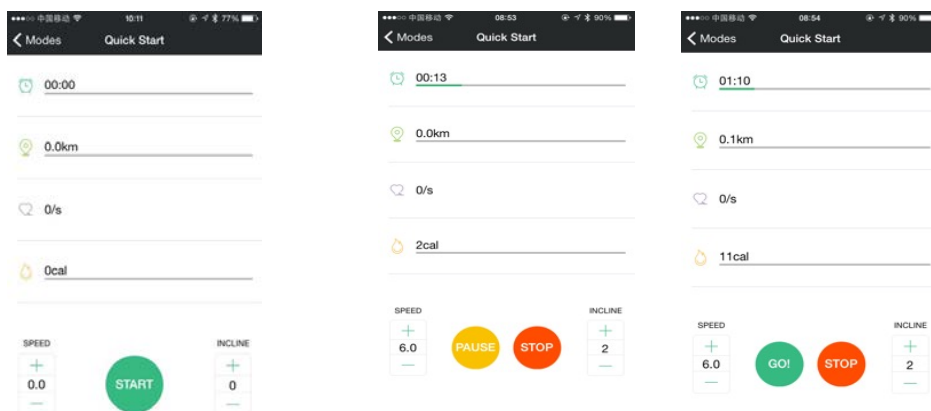 中国移动 10:11 77%
Modes Quick Start
00:00
0.0km
0/s
0cal
SPEED INCLINE
0.0 START 0
中国移动 08:53 90%
Modes Quick Start
00:13
0.0km
0/s
2cal
SPEED INCLINE
6.0 PAUSE STOP 2
中国移动 08:54 90%
Modes Quick Start
01:10
0.1km
0/s
11cal
SPEED INCLINE
6.0 GO! STOP 2